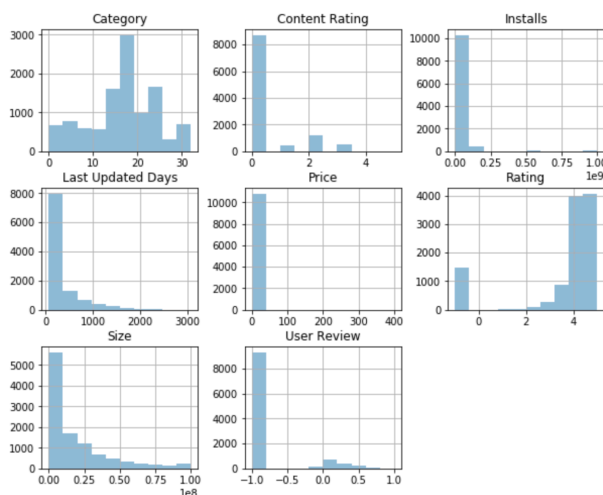 Category
Content Rating
Installs
3000
2000
1000
0
0 10 20 30
8000
6000
4000
2000
0
0 2 4
10000
8000
6000
4000
2000
0
0.00 0.25 0.50 0.75 1.00
1e9
Last Updated Days
Price
Rating
8000
6000
4000
2000
0
0 1000 2000 3000
10000
8000
6000
4000
2000
0
0 100 200 300 400
4000
3000
2000
1000
0
0 2 4
Size
User Review
5000
4000
3000
2000
1000
0
0.00 0.25 0.50 0.75 1.00
1e8
8000
6000
4000
2000
0
−1.0 −0.5 0.0 0.5 1.0